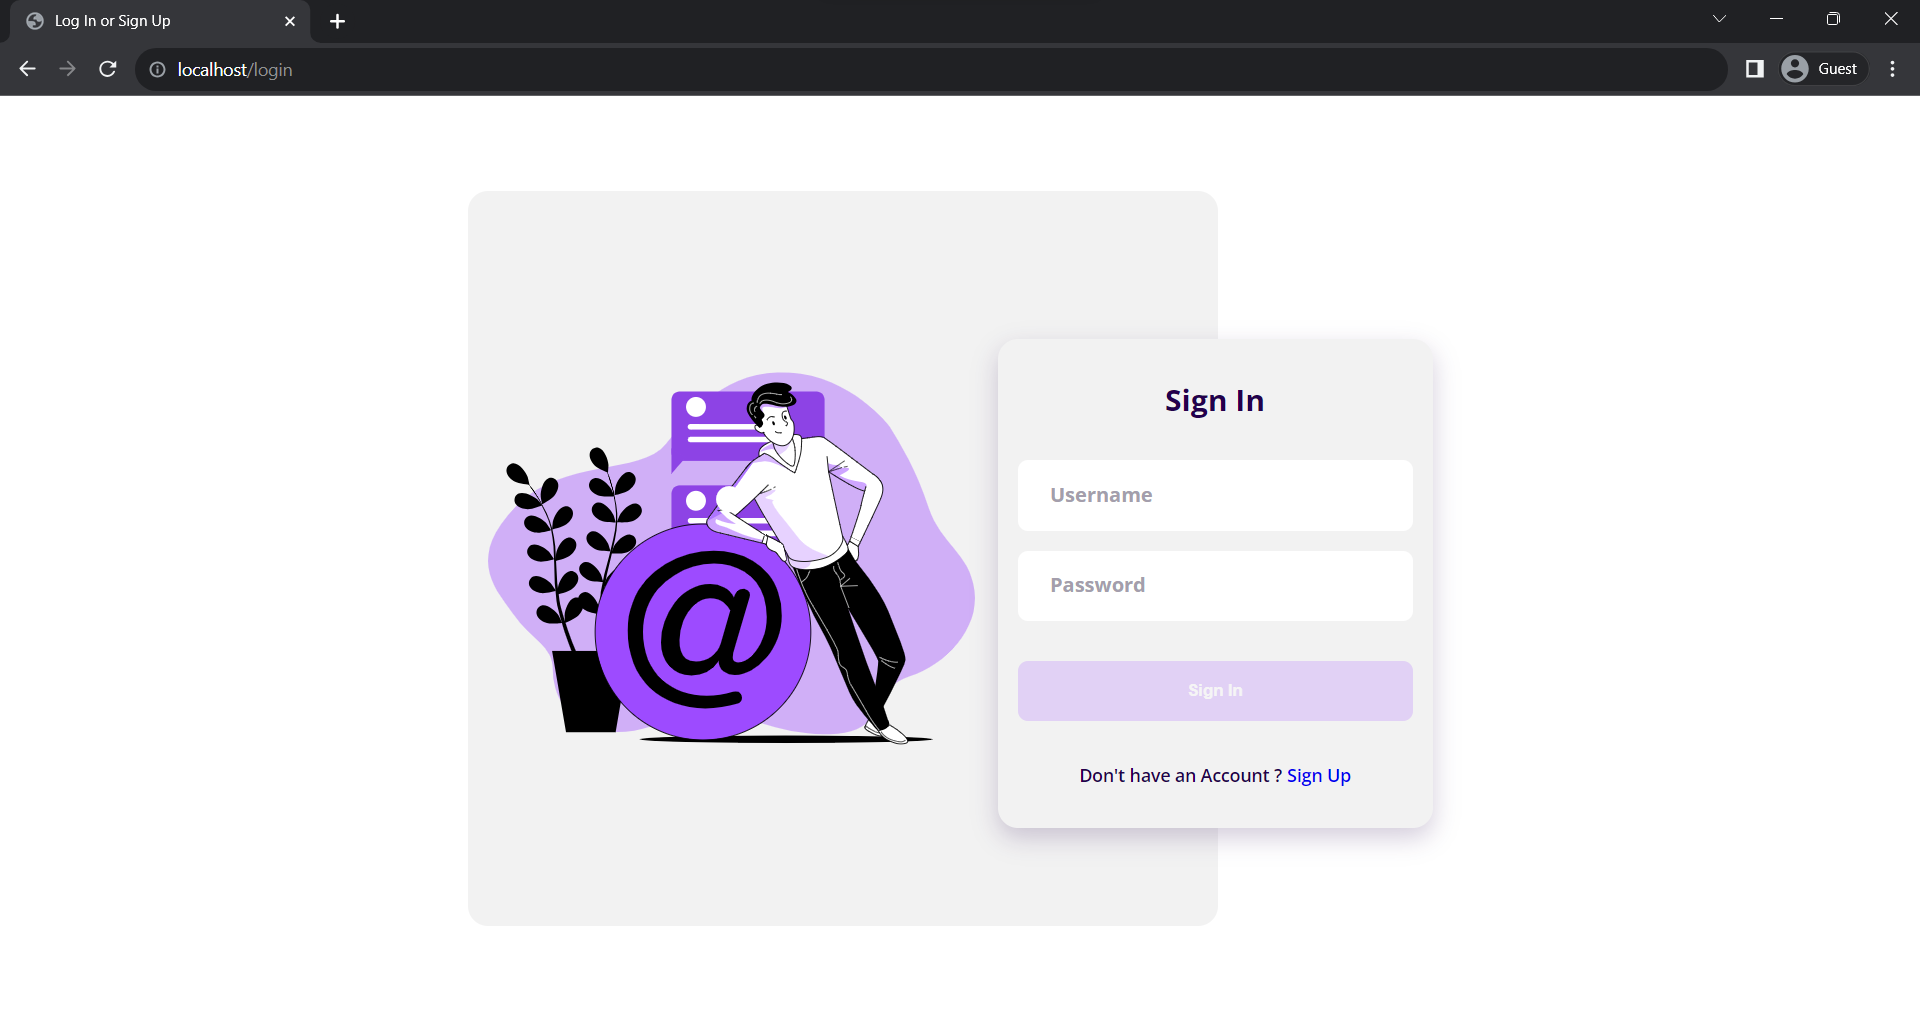 Log In or Sign Up
localhost/login
Guest
@
Sign In
Username
Password
Sign In
Don't have an Account ? Sign Up